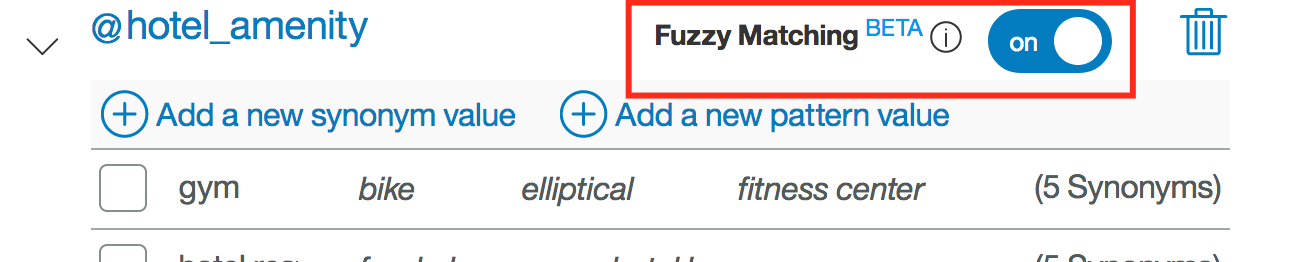 @hotel_amenity Fuzzy Matching BETA on
Add a new synonym value Add a new pattern value
gym bike elliptical fitness center (5 Synonyms)